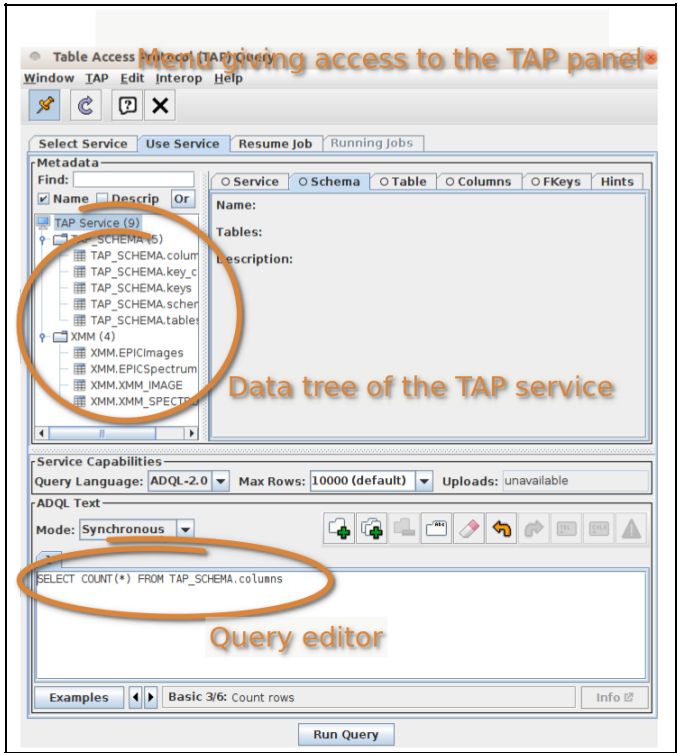 Table Access Protocol (TAP) Query
Menu giving access to the TAP panel
Window TAP Edit Interop Help
Select Service Use Service Resume Job Running Jobs
Metadata
Find:
Name Descrip Or
TAP Service (9)
TAP_SCHEMA (5)
TAP_SCHEMA.colum
TAP_SCHEMA.key_c
TAP_SCHEMA.keys
TAP_SCHEMA.schem
TAP_SCHEMA.tables
XMM (4)
XMM.EPICImages
XMM.EPICSpectrum
XMM.XMM_IMAGE
XMM.XMM_SPECTRU
Service Schema Table Columns FKeys Hints
Name:
Tables:
Description:
Data tree of the TAP service
Service Capabilities
Query Language: ADQL-2.0 Max Rows: 10000 (default) Uploads: unavailable
ADQL Text
Mode: Synchronous
SELECT COUNT(*) FROM TAP_SCHEMA.columns
Query editor
Examples Basic 3/6: Count rows Info
Run Query